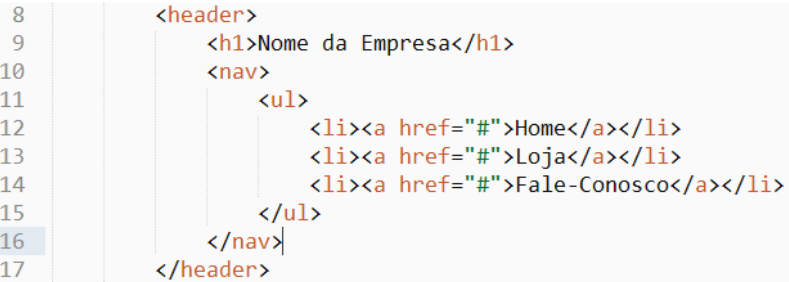 8 <header>
9 <h1>Nome da Empresa</h1>
10 <nav>
11 <ul>
12 <li><a href="#">Home</a></li>
13 <li><a href="#">Loja</a></li>
14 <li><a href="#">Fale-Conosco</a></li>
15 </ul>
16 </nav>
17 </header>